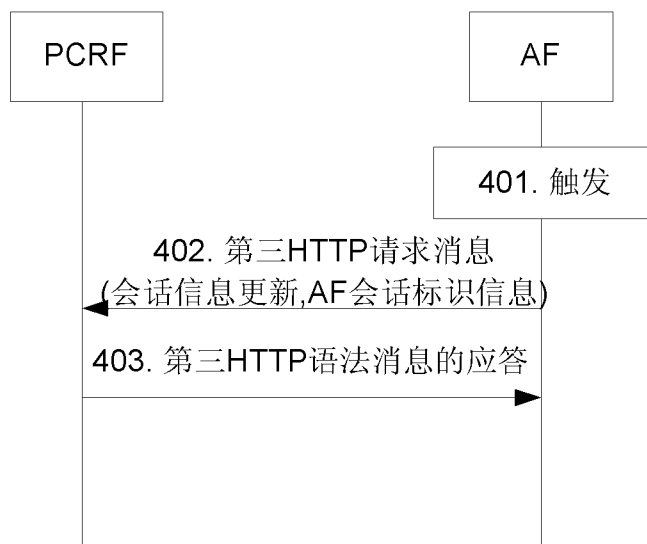 PCRF
AF
401. 触发
402. 第三HTTP请求消息
(会话信息更新,AF会话标识信息)
403. 第三HTTP语法消息的应答